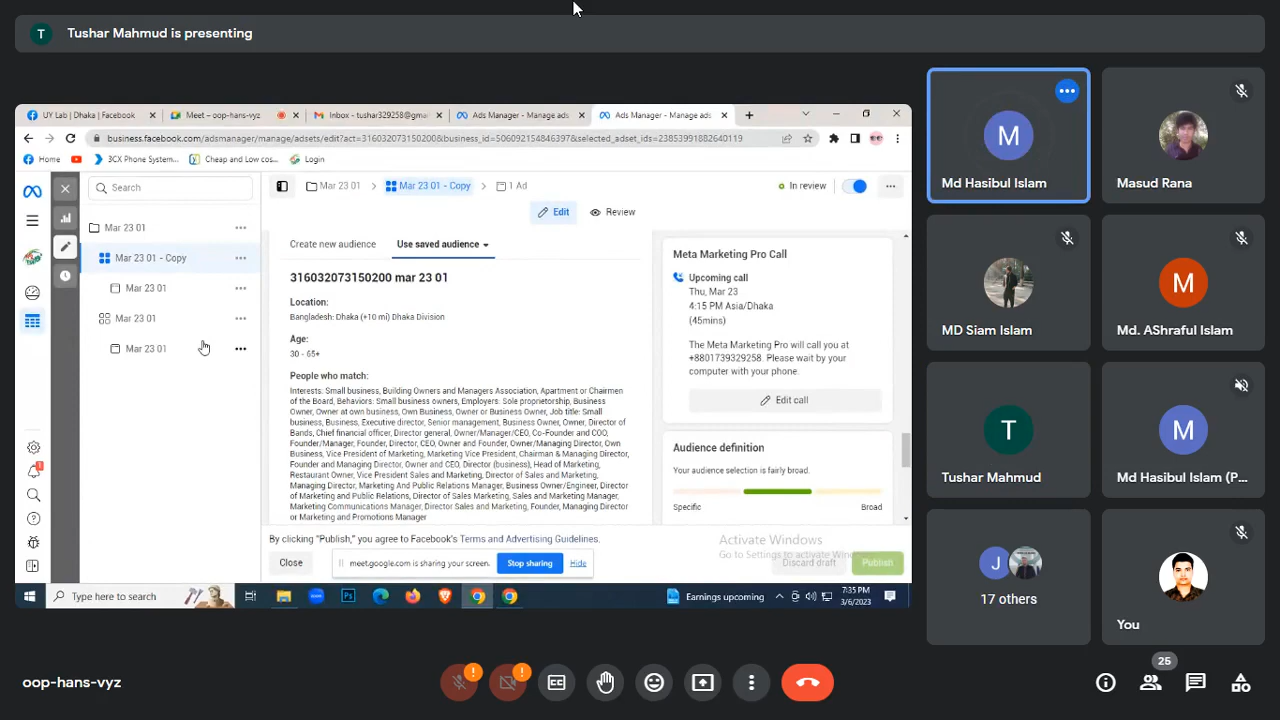 T Tushar Mahmud is presenting
UY Lab | Dhaka | Facebook
Meet – oop-hans-vyz
Inbox - tushar329258@gmai
Ads Manager - Manage ads
Ads Manager - Manage ads
business.facebook.com/adsmanager/manage/adsets/edit?act=316032073150200&business_id=506092154846397&selected_adset_ids=23853991882640119
Home
3CX Phone System...
Cheap and Low cos...
Login
Search
Mar 23 01
Mar 23 01 - Copy
Mar 23 01
Mar 23 01
Mar 23 01
Mar 23 01 > Mar 23 01 - Copy > 1 Ad
In review
Edit
Review
Create new audience
Use saved audience
316032073150200 mar 23 01
Location:
Bangladesh: Dhaka (+10 mi) Dhaka Division
Age:
30 - 65+
People who match:
Interests: Small business, Building Owners and Managers Association, Apartment or Chairmen
of the Board, Behaviors: Small business owners, Employers: Sole proprietorship, Business
Owner, Owner at own business, Own Business, Owner or Business Owner, Job title: Small
business, Business, Executive director, Senior management, Business Owner, Owner, Director of
Bands, Chief financial officer, Director general, Owner/Manager/CEO, Co-Founder and COO,
Founder/Manager, Founder, Director, CEO, Owner and Founder, Owner/Managing Director, Own
Business, Vice President of Marketing, Marketing Vice President, Chairman & Managing Director,
Founder and Managing Director, Owner and CEO, Director (business), Head of Marketing,
Restaurant Owner, Vice President Sales and Marketing, Director of Sales and Marketing,
Managing Director, Marketing And Public Relations Manager, Business Owner/Engineer, Director
of Marketing and Public Relations, Director of Sales Marketing, Sales and Marketing Manager,
Marketing Communications Manager, Director Sales and Marketing, Founder, Managing Director
or Marketing and Promotions Manager
Meta Marketing Pro Call
Upcoming call
Thu, Mar 23
4:15 PM Asia/Dhaka
(45mins)
The Meta Marketing Pro will call you at
+8801739329258. Please wait by your
computer with your phone.
Edit call
Audience definition
Your audience selection is fairly broad.
Specific
Broad
By clicking "Publish," you agree to Facebook's Terms and Advertising Guidelines.
Activate Windows
Go to Settings to activate Windows.
Close
meet.google.com is sharing your screen.
Stop sharing
Hide
Discard draft
Publish
1
Type here to search
Earnings upcoming
7:35 PM
3/6/2023
M
Md Hasibul Islam
Masud Rana
MD Siam Islam
M
Md. AShraful Islam
T
Tushar Mahmud
M
Md Hasibul Islam (P...
J
17 others
You
oop-hans-vyz
25